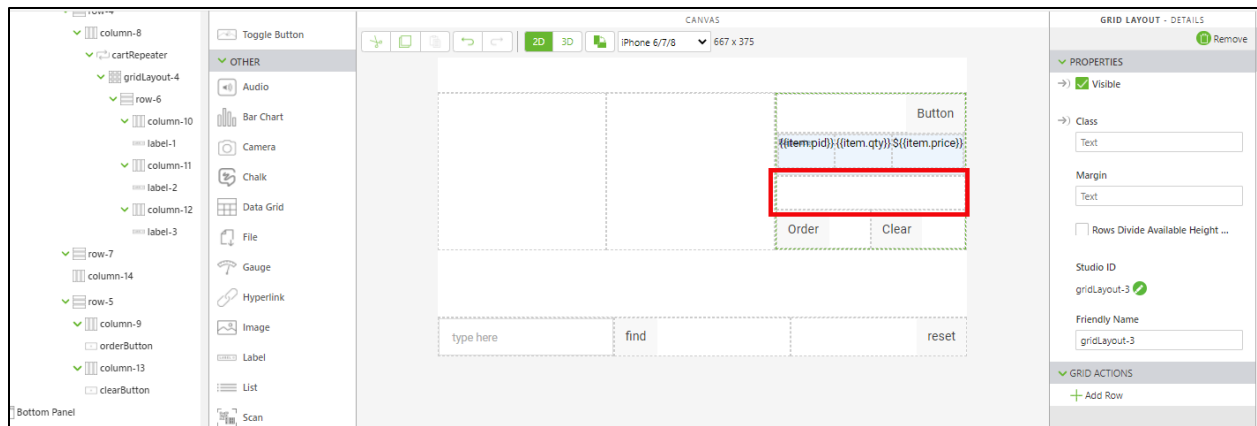 row-4
column-8
cartRepeater
gridLayout-4
row-6
column-10
label-1
column-11
label-2
column-12
label-3
row-7
column-14
row-5
column-9
orderButton
column-13
clearButton
Bottom Panel
Toggle Button
OTHER
Audio
Bar Chart
Camera
Chalk
Data Grid
File
Gauge
Hyperlink
Image
Label
List
Scan
CANVAS
2D 3D iPhone 6/7/8 667 x 375
Button
{{item.pid}} {{item.qty}} ${{item.price}}
Order Clear
type here find reset
GRID LAYOUT - DETAILS
Remove
PROPERTIES
Visible
Class
Text
Margin
Text
Rows Divide Available Height ...
Studio ID
gridLayout-3
Friendly Name
gridLayout-3
GRID ACTIONS
Add Row